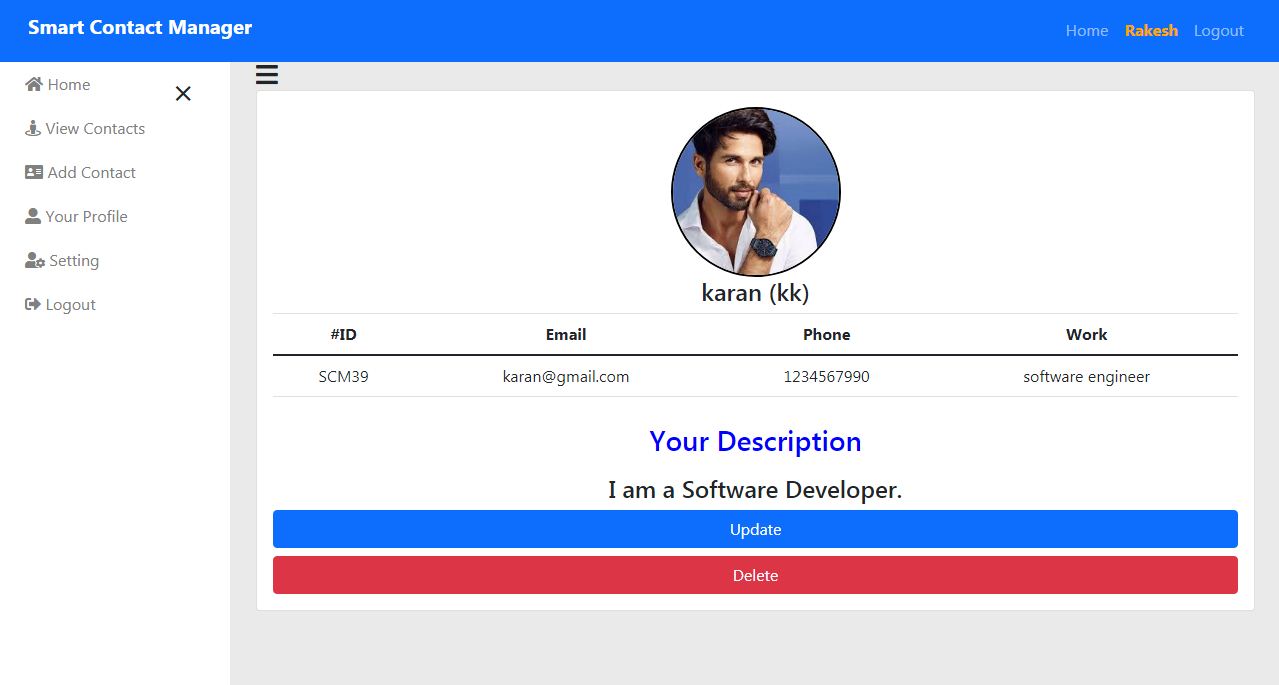 Smart Contact Manager
Home Rakesh Logout
Home
View Contacts
Add Contact
Your Profile
Setting
Logout
karan (kk)
#ID Email Phone Work
SCM39 karan@gmail.com 1234567990 software engineer
Your Description
I am a Software Developer.
Update
Delete